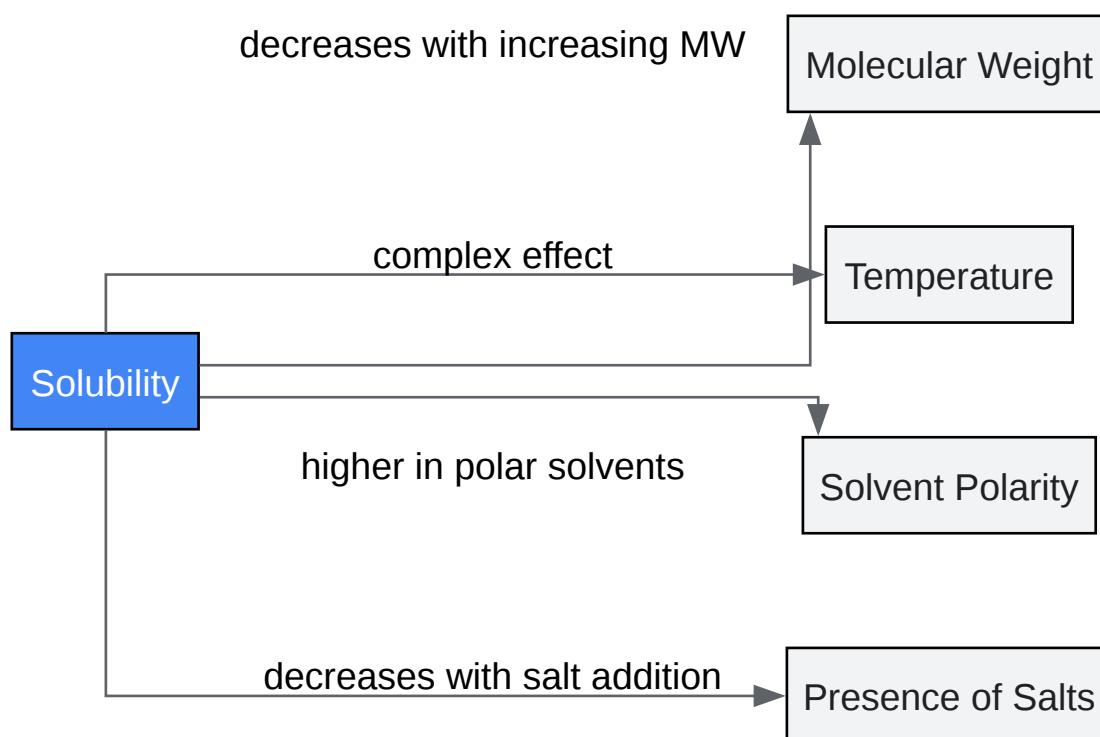 decreases with increasing MW
Molecular Weight
complex effect
Temperature
Solubility
higher in polar solvents
Solvent Polarity
decreases with salt addition
Presence of Salts